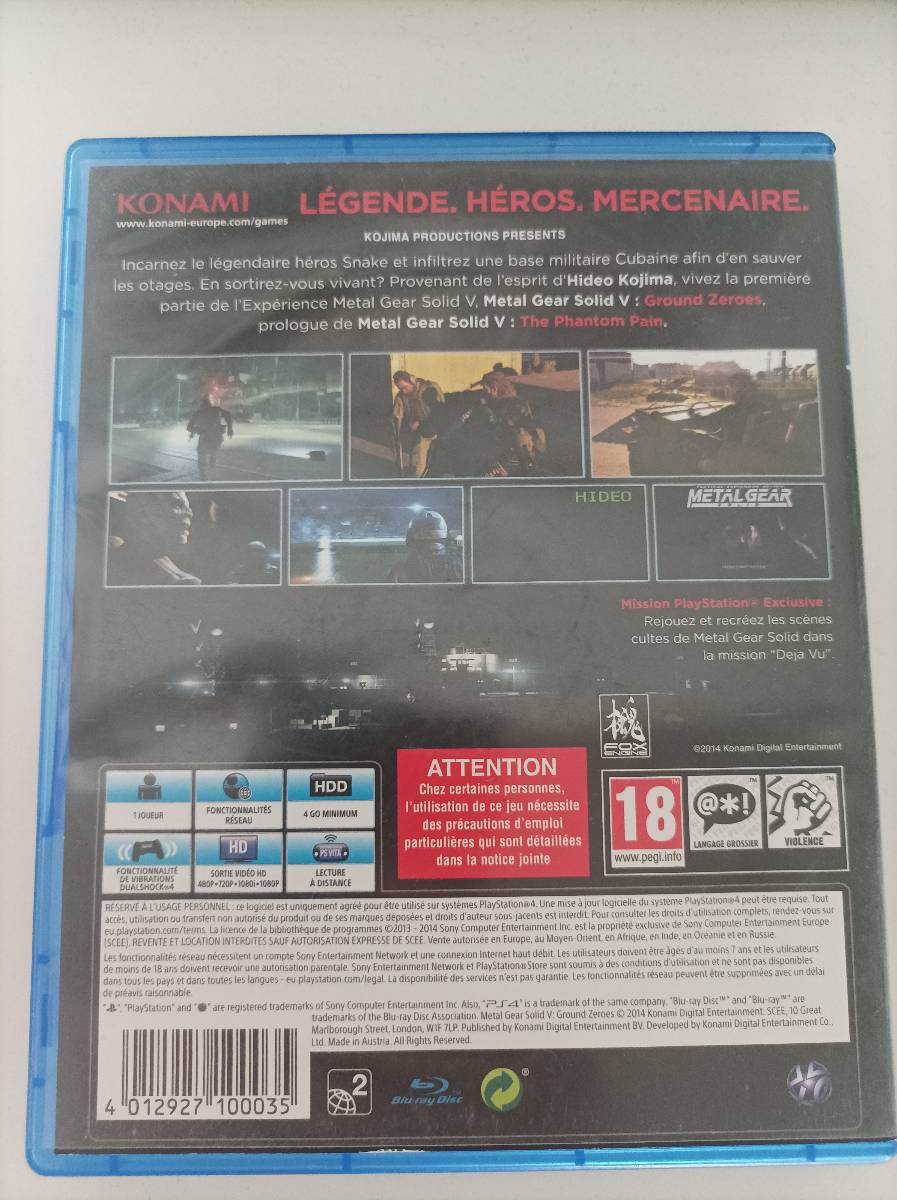 KONAMI
www.konami-europe.com/games
LÉGENDE. HÉROS. MERCENAIRE.
KOJIMA PRODUCTIONS PRESENTS
Incarnez le légendaire héros Snake et infiltrez une base militaire Cubaine afin d'en sauver
les otages. En sortirez-vous vivant? Provenant de l'esprit d'Hideo Kojima, vivez la première
partie de l'Expérience Metal Gear Solid V, Metal Gear Solid V : Ground Zeroes,
prologue de Metal Gear Solid V : The Phantom Pain.
HIDEO
METAL GEAR
SOLID
Mission PlayStation® Exclusive :
Rejouez et recréez les scènes
cultes de Metal Gear Solid dans
la mission "Deja Vu".
FOX
ENGINE
©2014 Konami Digital Entertainment
1 JOUEUR
FONCTIONNALITÉS
RÉSEAU
HDD
4 GO MINIMUM
FONCTIONNALITÉ
DE VIBRATIONS
DUALSHOCK®4
HD
SORTIE VIDÉO HD
480P•720P•1080i•1080P
PS VITA
LECTURE
À DISTANCE
ATTENTION
Chez certaines personnes,
l'utilisation de ce jeu nécessite
des précautions d'emploi
particulières qui sont détaillées
dans la notice jointe
18
www.pegi.info
@*!
LANGAGE GROSSIER
VIOLENCE
RÉSERVÉ À L'USAGE PERSONNEL : ce logiciel est uniquement agréé pour être utilisé sur systèmes PlayStation®4. Une mise à jour logicielle du système PlayStation®4 peut être requise. Tout
accès, utilisation ou transfert non autorisé du produit ou de ses marques déposées et droits d'auteur sous-jacents est interdit. Pour consulter les droits d'utilisation complets, rendez-vous sur
eu.playstation.com/terms. La licence de la bibliothèque de programmes ©2013 - 2014 Sony Computer Entertainment Inc. est la propriété exclusive de Sony Computer Entertainment Europe
(SCEE). REVENTE ET LOCATION INTERDITES SAUF AUTORISATION EXPRESSE DE SCEE. Vente autorisée en Europe, au Moyen-Orient, en Afrique, en Inde, en Océanie et en Russie.
Les fonctionnalités réseau nécessitent un compte Sony Entertainment Network et une connexion Internet haut débit. Les utilisateurs doivent être âgés d'au moins 7 ans et les utilisateurs
de moins de 18 ans doivent recevoir une autorisation parentale. Sony Entertainment Network et PlayStation®Store sont soumis à des conditions d'utilisation et ne sont pas disponibles
dans tous les pays et dans toutes les langues - eu.playstation.com/legal. La disponibilité des services n'est pas garantie. Les fonctionnalités réseau peuvent être supprimées avec un délai
de préavis raisonnable.
" ", "PlayStation" and " " are registered trademarks of Sony Computer Entertainment Inc. Also, "PS4" is a trademark of the same company. "Blu-ray Disc™" and "Blu-ray™" are
trademarks of the Blu-ray Disc Association. Metal Gear Solid V: Ground Zeroes © 2014 Konami Digital Entertainment. SCEE, 10 Great
Marlborough Street, London, W1F 7LP. Published by Konami Digital Entertainment BV. Developed by Konami Digital Entertainment Co.,
Ltd. Made in Austria. All Rights Reserved.
4 012927 100035
2
Blu-ray Disc
®